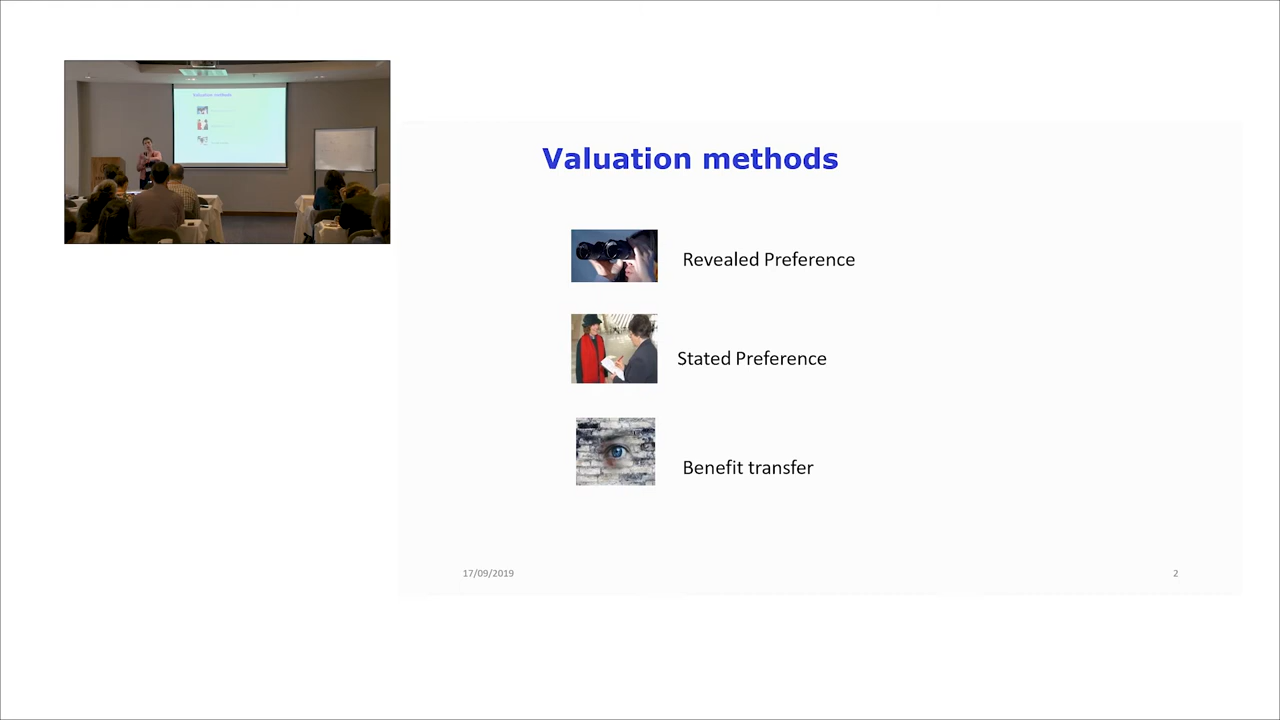 Valuation methods
Revealed Preference
Stated Preference
Benefit transfer
17/09/2019
2